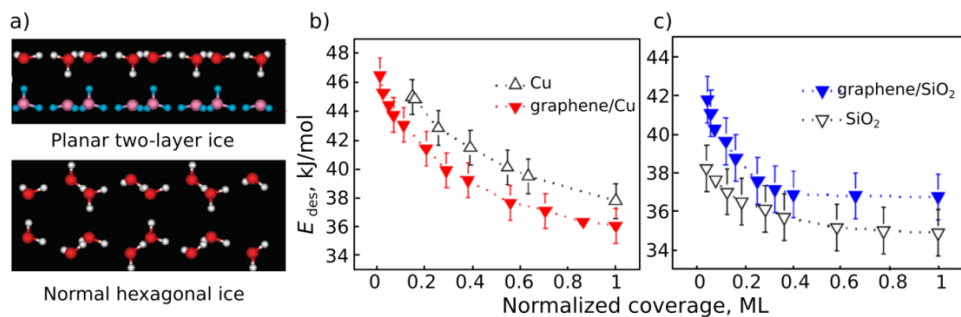 a)
Planar two-layer ice
Normal hexagonal ice
b)
E des, kJ/mol
48
46
44
42
40
38
36
34
Cu
graphene/Cu
0
0.2
0.4
0.6
0.8
1
c)
42
40
38
36
34
graphene/SiO₂
SiO₂
0
0.2
0.4
0.6
0.8
1
Normalized coverage, ML